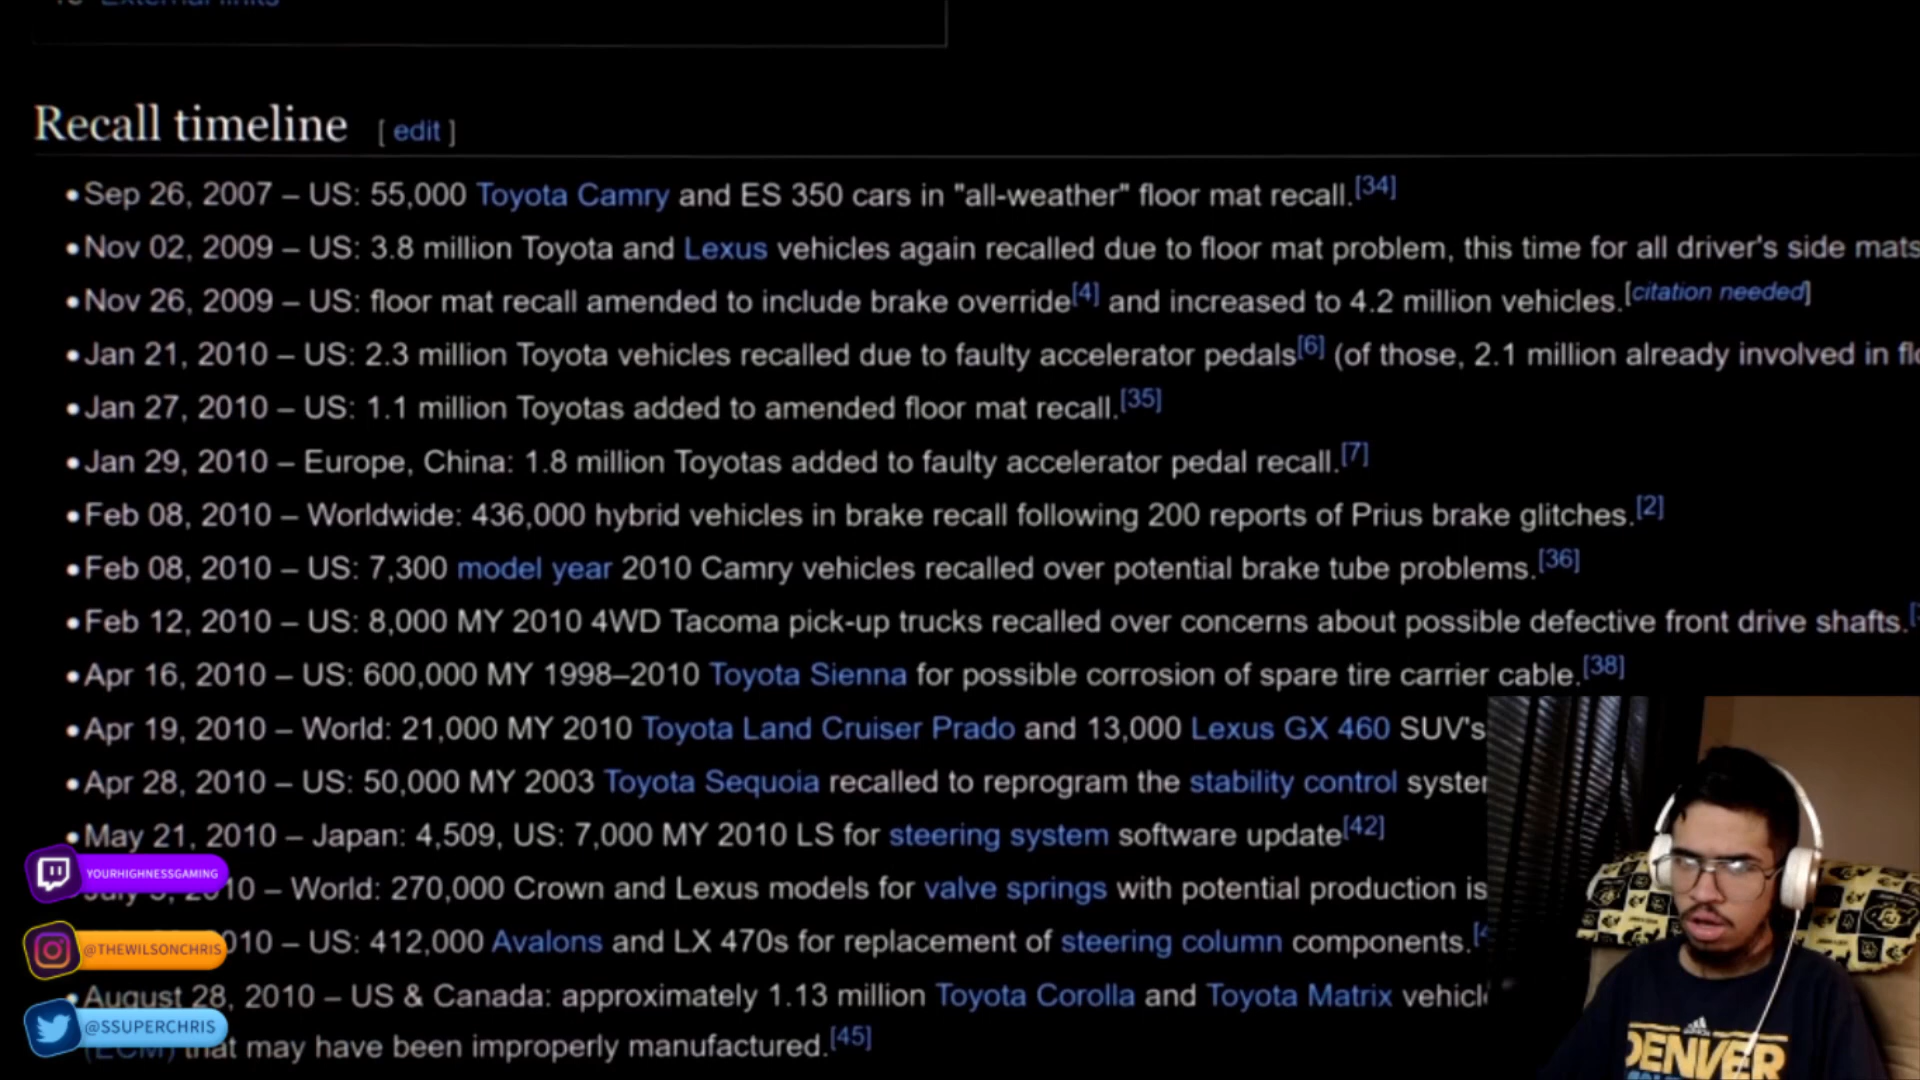 Recall timeline [ edit ]
•Sep 26, 2007 – US: 55,000 Toyota Camry and ES 350 cars in "all-weather" floor mat recall.[34]
•Nov 02, 2009 – US: 3.8 million Toyota and Lexus vehicles again recalled due to floor mat problem, this time for all driver's side mats
•Nov 26, 2009 – US: floor mat recall amended to include brake override[4] and increased to 4.2 million vehicles.[citation needed]
•Jan 21, 2010 – US: 2.3 million Toyota vehicles recalled due to faulty accelerator pedals[6] (of those, 2.1 million already involved in
•Jan 27, 2010 – US: 1.1 million Toyotas added to amended floor mat recall.[35]
•Jan 29, 2010 – Europe, China: 1.8 million Toyotas added to faulty accelerator pedal recall.[7]
•Feb 08, 2010 – Worldwide: 436,000 hybrid vehicles in brake recall following 200 reports of Prius brake glitches.[2]
•Feb 08, 2010 – US: 7,300 model year 2010 Camry vehicles recalled over potential brake tube problems.[36]
•Feb 12, 2010 – US: 8,000 MY 2010 4WD Tacoma pick-up trucks recalled over concerns about possible defective front drive shafts.
•Apr 16, 2010 – US: 600,000 MY 1998–2010 Toyota Sienna for possible corrosion of spare tire carrier cable.[38]
•Apr 19, 2010 – World: 21,000 MY 2010 Toyota Land Cruiser Prado and 13,000 Lexus GX 460 SUV's
•Apr 28, 2010 – US: 50,000 MY 2003 Toyota Sequoia recalled to reprogram the stability control
•May 21, 2010 – Japan: 4,509, US: 7,000 MY 2010 LS for steering system software update[42]
YOURHIGHNESSGAMING
– World: 270,000 Crown and Lexus models for valve springs with potential production
@THEWILSONCHRIS
– US: 412,000 Avalons and LX 470s for replacement of steering column components.
•August 28, 2010 – US & Canada: approximately 1.13 million Toyota Corolla and Toyota Matrix
@SSUPERCHRIS
that may have been improperly manufactured.[45]
DENVER